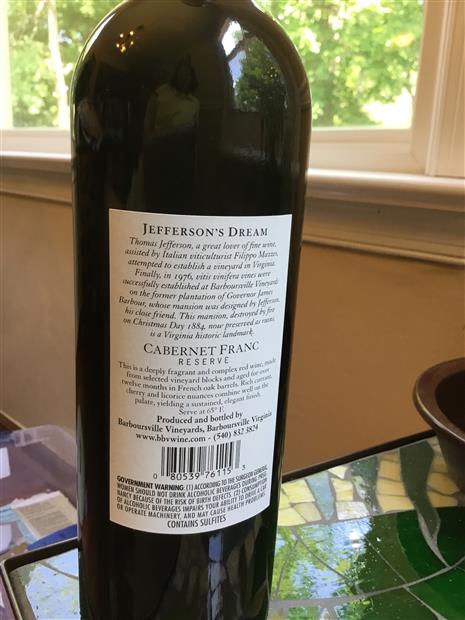 JEFFERSON'S DREAM
Thomas Jefferson, a great lover of fine wine,
assisted by Italian viticulturist Filippo Mazzei,
attempted to establish a vineyard in Virginia.
Finally, in 1976, vitis vinifera vines were
successfully established at Barboursville Vineyards
on the former plantation of Governor James
Barbour, whose mansion was designed by Jefferson,
his close friend. This mansion, destroyed by fire
on Christmas Day 1884, now preserved as ruins,
is a Virginia historic landmark.
CABERNET FRANC
RESERVE
This is a deeply fragrant and complex red wine, made
from selected vineyard blocks and aged for over
twelve months in French oak barrels. Rich currant,
cherry and licorice nuances combine well on the
palate, yielding a sustained, elegant finish.
Serve at 65° F.
Produced and bottled by
Barboursville Vineyards, Barboursville Virginia
www.bbvwine.com - (540) 832 3824
0 80539 76115 3
GOVERNMENT WARNING: (1) ACCORDING TO THE SURGEON GENERAL,
WOMEN SHOULD NOT DRINK ALCOHOLIC BEVERAGES DURING PREG-
NANCY BECAUSE OF THE RISK OF BIRTH DEFECTS. (2) CONSUMPTION
OF ALCOHOLIC BEVERAGES IMPAIRS YOUR ABILITY TO DRIVE A CAR
OR OPERATE MACHINERY, AND MAY CAUSE HEALTH PROBLEMS.
CONTAINS SULFITES